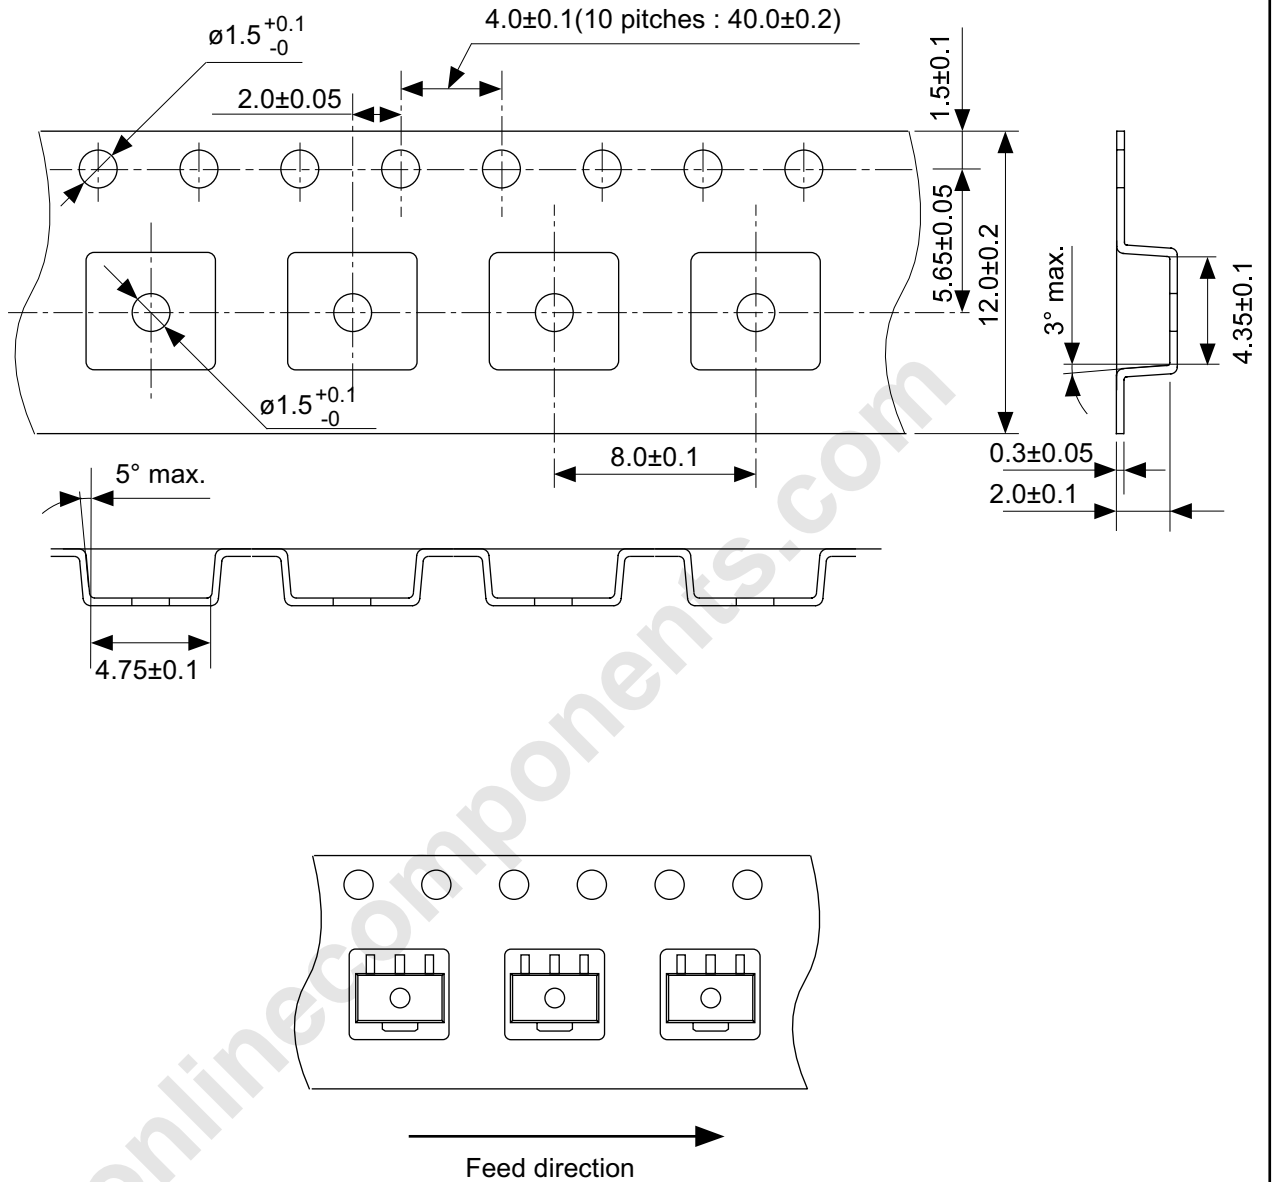 4.0±0.1(10 pitches : 40.0±0.2)
ø1.5 +0.1 -0
2.0±0.05
1.5±0.1
5.65±0.05
12.0±0.2
3° max.
4.35±0.1
ø1.5 +0.1 -0
8.0±0.1
0.3±0.05
2.0±0.1
5° max.
4.75±0.1
Feed direction
onlinecomponents.com